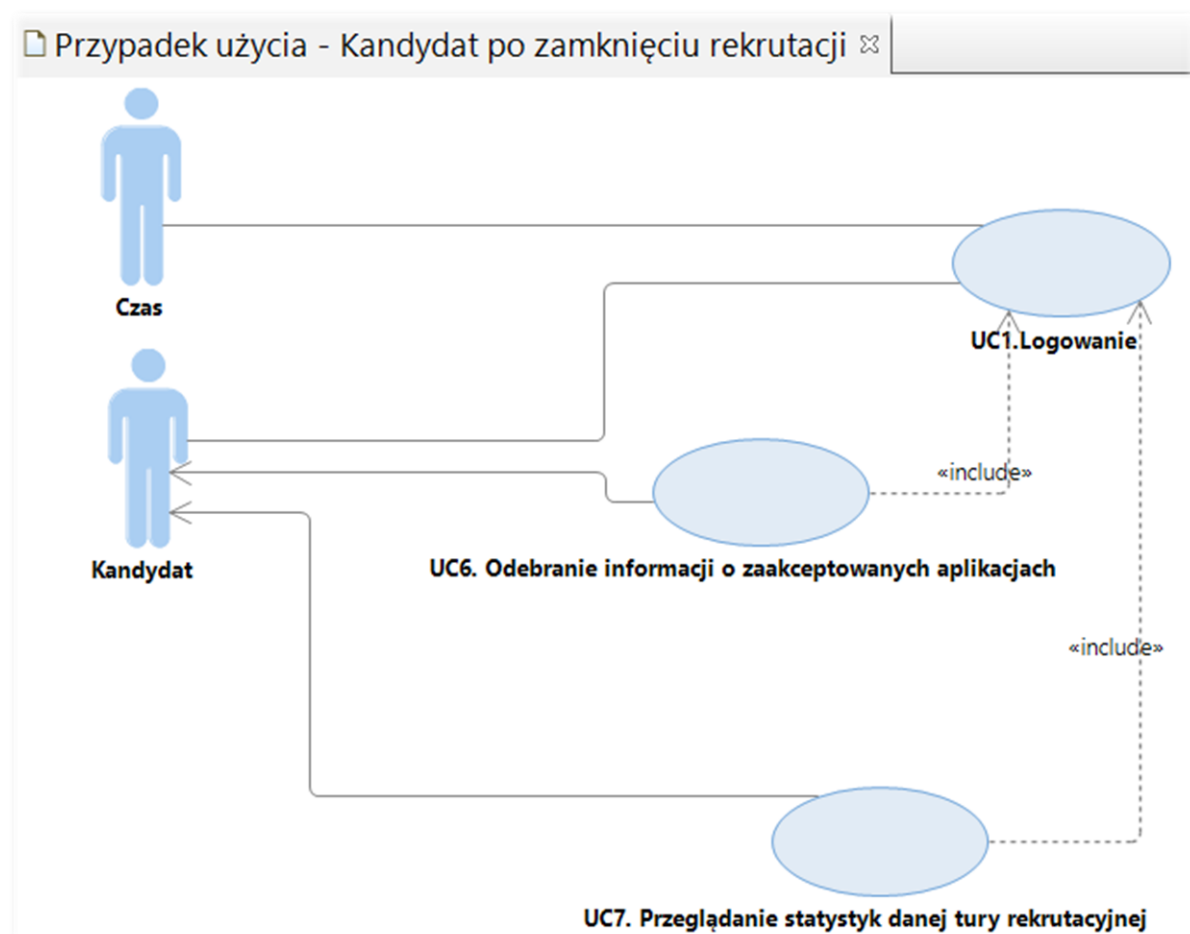 Przypadek użycia - Kandydat po zamknięciu rekrutacji
Czas
UC1.Logowanie
Kandydat
«include»
UC6. Odebranie informacji o zaakceptowanych aplikacjach
«include»
UC7. Przeglądanie statystyk danej tury rekrutacyjnej